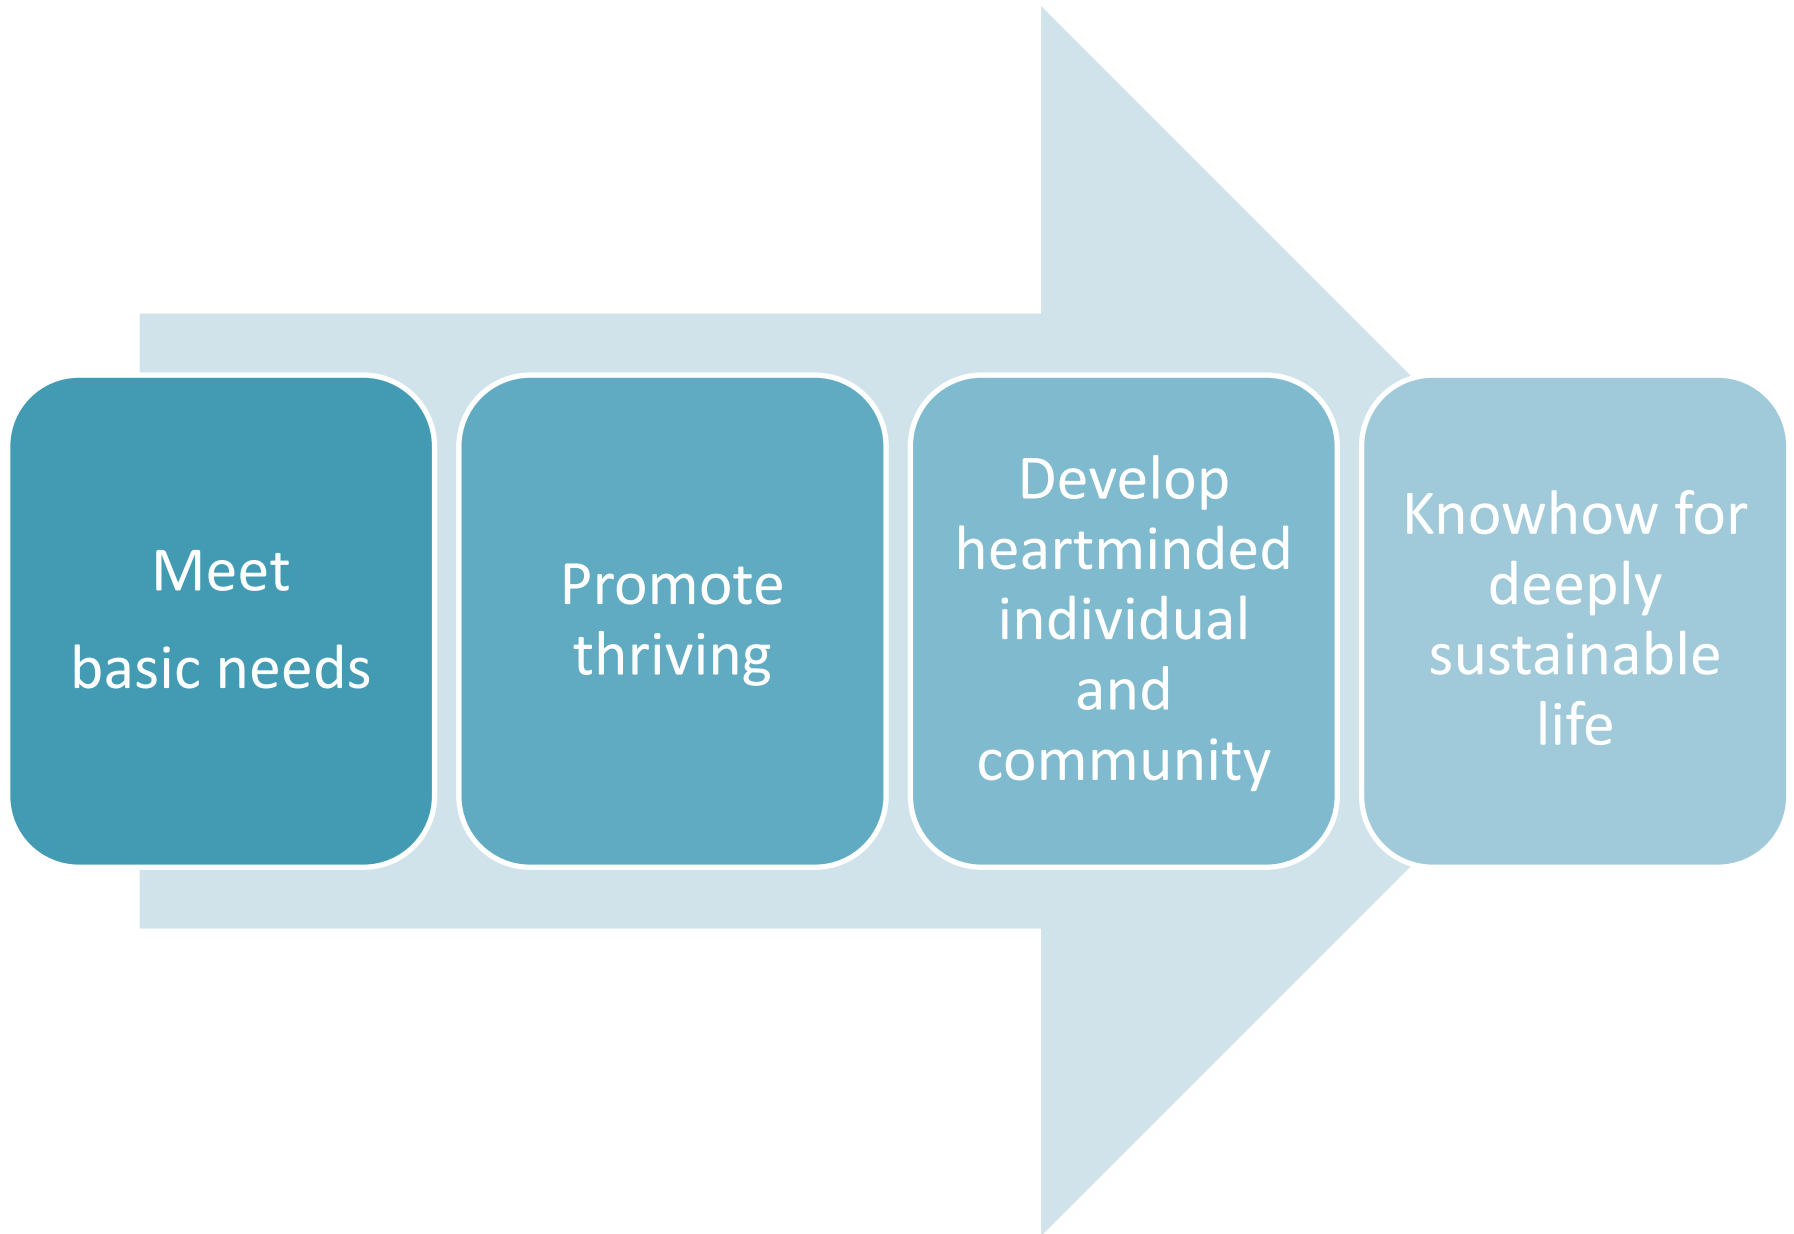 Meet
basic needs
Promote
thriving
Develop
heartminded
individual
and
community
Knowhow for
deeply
sustainable
life